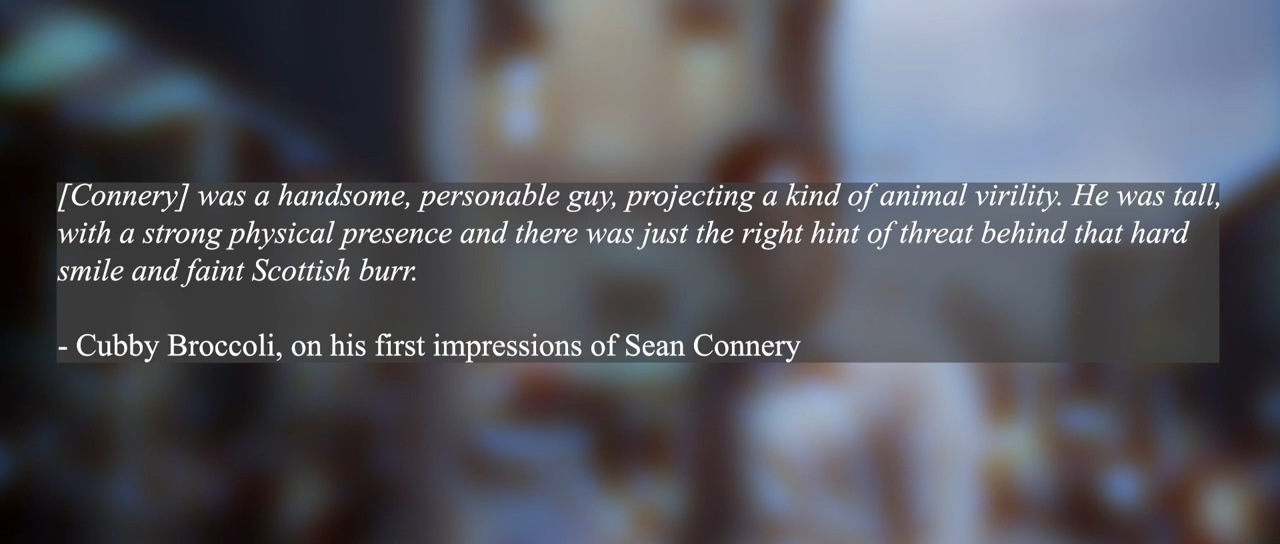 [Connery] was a handsome, personable guy, projecting a kind of animal virility. He was tall,
with a strong physical presence and there was just the right hint of threat behind that hard
smile and faint Scottish burr.
- Cubby Broccoli, on his first impressions of Sean Connery